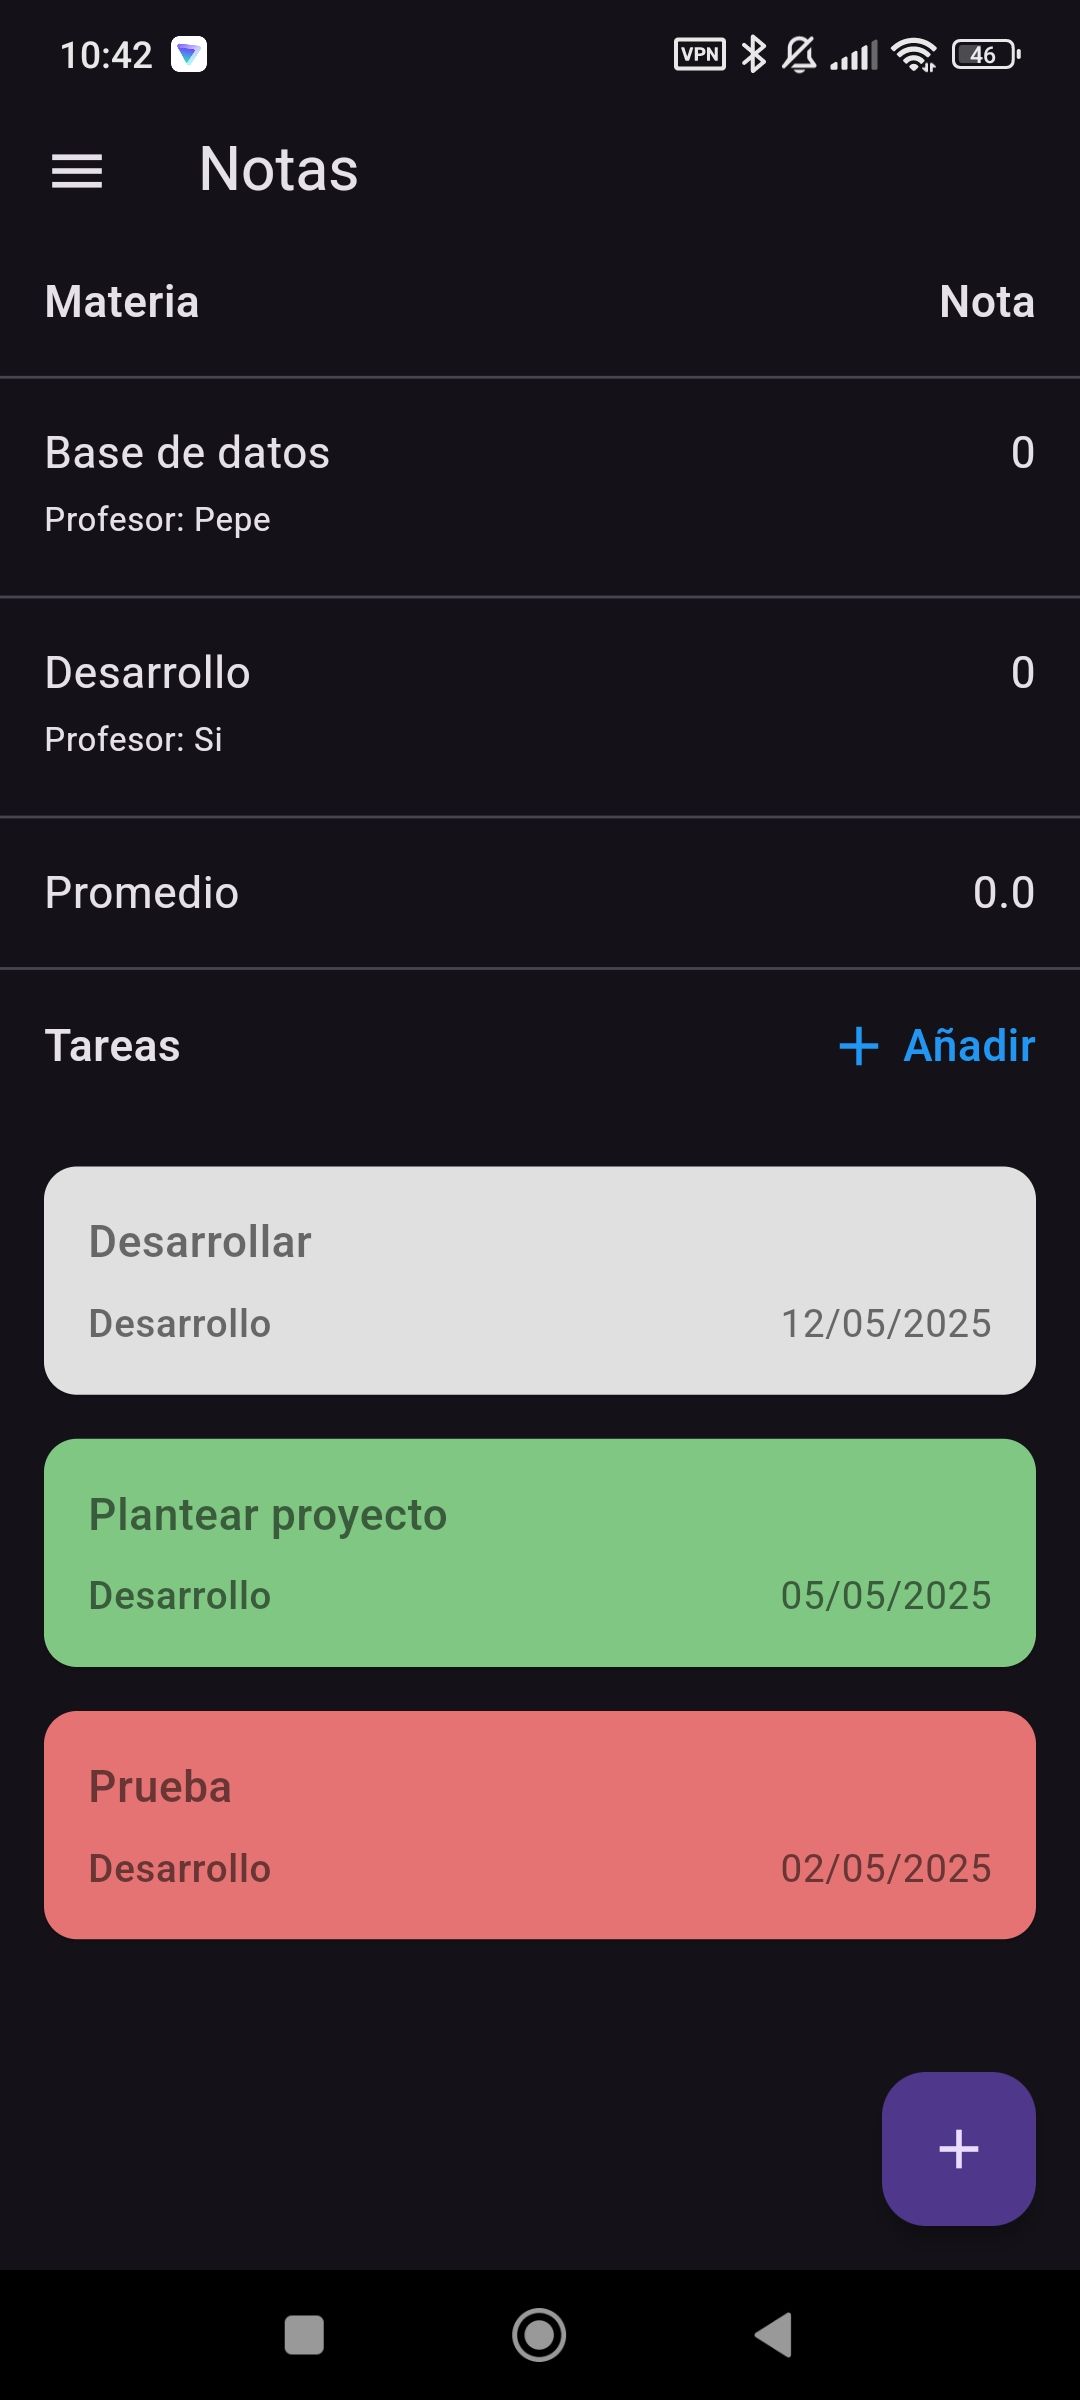 10:42 VPN 46
Notas
Materia Nota
Base de datos 0
Profesor: Pepe
Desarrollo 0
Profesor: Si
Promedio 0.0
Tareas + Añadir
Desarrollar
Desarrollo 12/05/2025
Plantear proyecto
Desarrollo 05/05/2025
Prueba
Desarrollo 02/05/2025
+